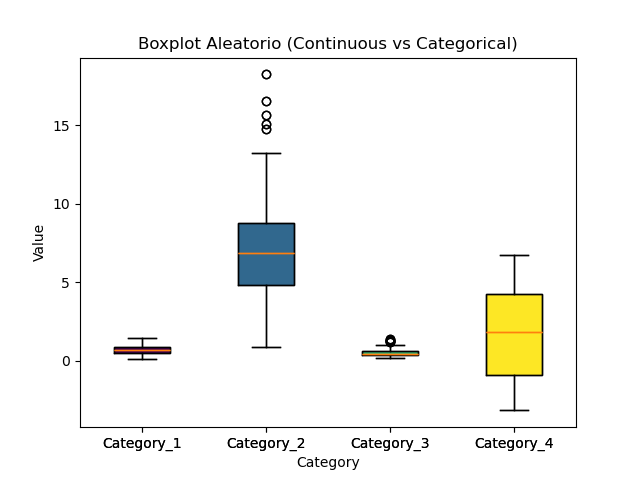 Boxplot Aleatorio (Continuous vs Categorical)
15
10
5
0
Value
Category_1 Category_2 Category_3 Category_4
Category